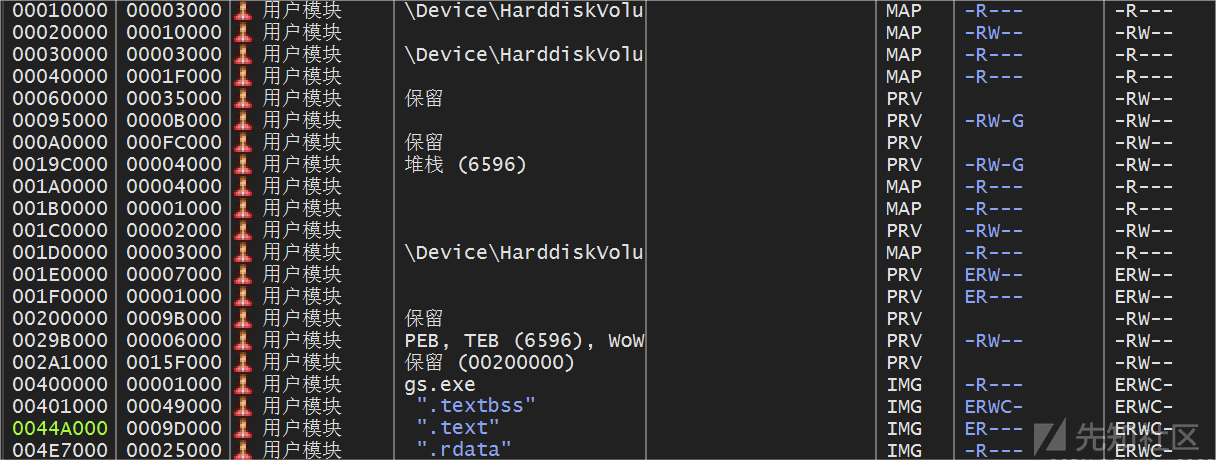 00010000 00003000 用户模块 \Device\HarddiskVolu MAP -R--- -R---
00020000 00010000 用户模块 MAP -RW-- -RW--
00030000 00003000 用户模块 \Device\HarddiskVolu MAP -R--- -R---
00040000 0001F000 用户模块 MAP -R--- -R---
00060000 00035000 用户模块 保留 PRV -RW--
00095000 0000B000 用户模块 PRV -RW-G -RW--
000A0000 000FC000 用户模块 保留 PRV -RW--
0019C000 00004000 用户模块 堆栈 (6596) PRV -RW-G -RW--
001A0000 00004000 用户模块 MAP -R--- -R---
001B0000 00001000 用户模块 MAP -R--- -R---
001C0000 00002000 用户模块 PRV -RW-- -RW--
001D0000 00003000 用户模块 \Device\HarddiskVolu MAP -R--- -R---
001E0000 00007000 用户模块 PRV ERW-- ERW--
001F0000 00001000 用户模块 PRV ER--- ERW--
00200000 0009B000 用户模块 保留 PRV -RW--
0029B000 00006000 用户模块 PEB, TEB (6596), WoW PRV -RW-- -RW--
002A1000 0015F000 用户模块 保留 (00200000) PRV -RW--
00400000 00001000 用户模块 gs.exe IMG -R--- ERWC-
00401000 00049000 用户模块 ".textbss" IMG ERWC- ERWC-
0044A000 0009D000 用户模块 ".text" IMG ER--- ERWC-
004E7000 00025000 用户模块 ".rdata" IMG -R--- ERWC-
先知社区